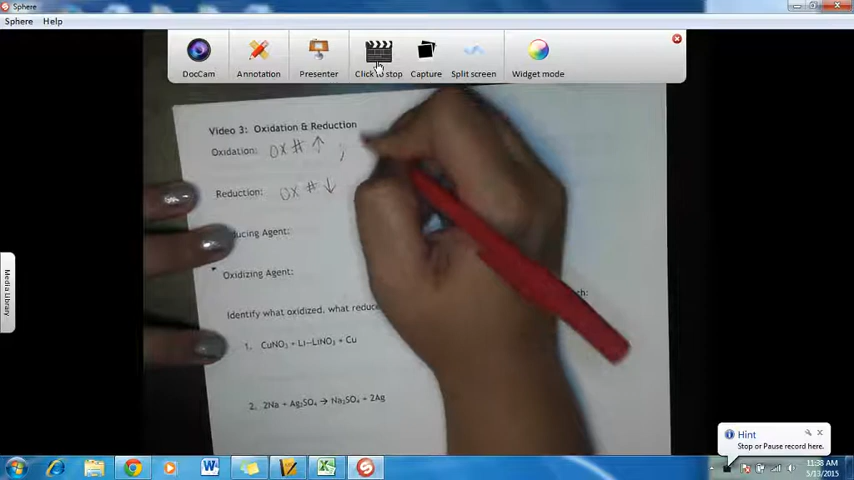 Sphere
Sphere Help
DocCam Annotation Presenter Click to stop Capture Split screen Widget mode
Video 3: Oxidation & Reduction
Oxidation: OX # ↑ ;
Reduction: OX # ↓
ducing Agent:
Oxidizing Agent:
Identify what oxidized, what reduce
ch:
1. CuNO₃ + Li→LiNO₃ + Cu
2. 2Na + Ag₂SO₄ → Na₂SO₄ + 2Ag
Media Library
Hint
Stop or Pause record here.
11:38 AM
5/13/2015